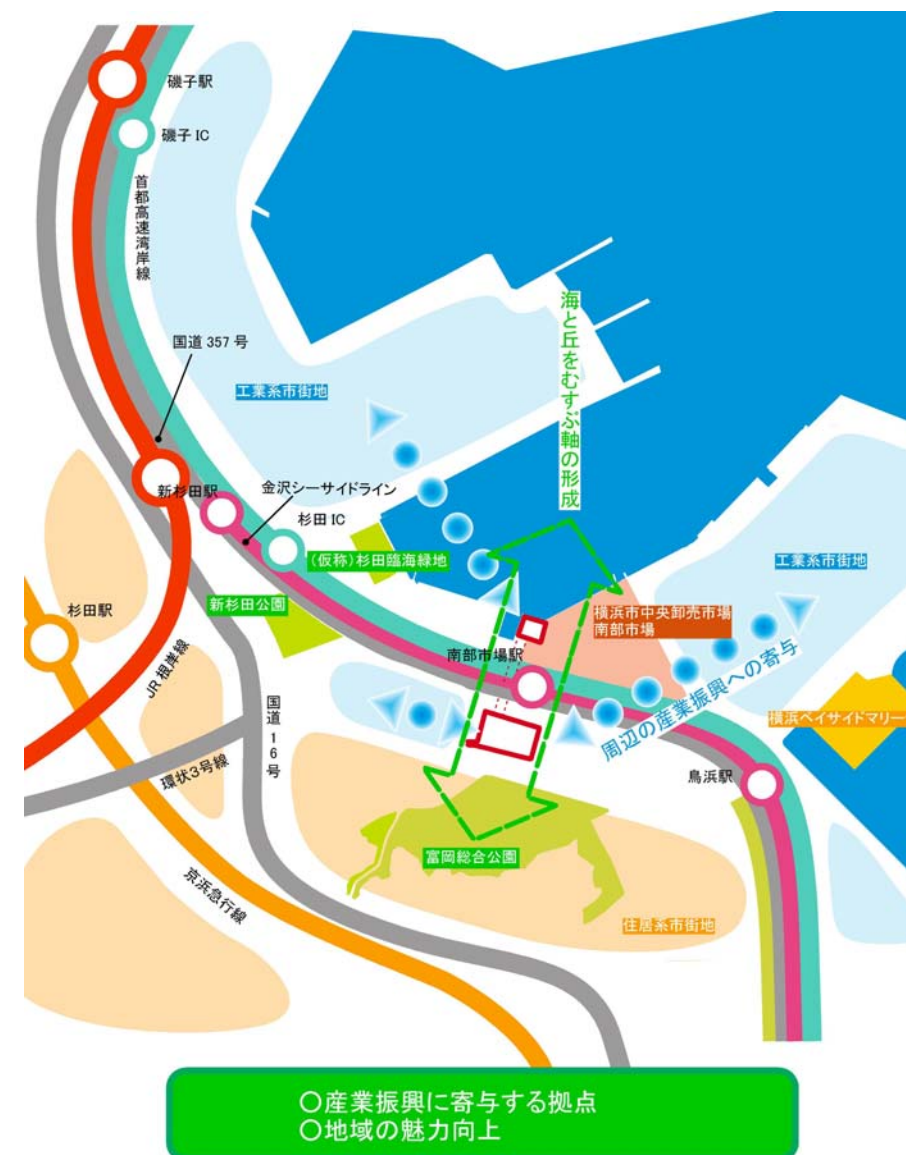 磯子駅
磯子 IC
首都高速湾岸線
国道 357 号
海と丘をむすぶ軸の形成
工業系市街地
新杉田駅
金沢シーサイドライン
杉田 IC
(仮称)杉田臨海緑地
工業系市街地
新杉田公園
杉田駅
横浜市中央卸売市場
南部市場
南部市場駅
JR 根岸線
国道16号
周辺の産業振興への寄与
横浜ベイサイドマリー
環状3号線
鳥浜駅
富岡総合公園
京浜急行線
住居系市街地
○産業振興に寄与する拠点
○地域の魅力向上